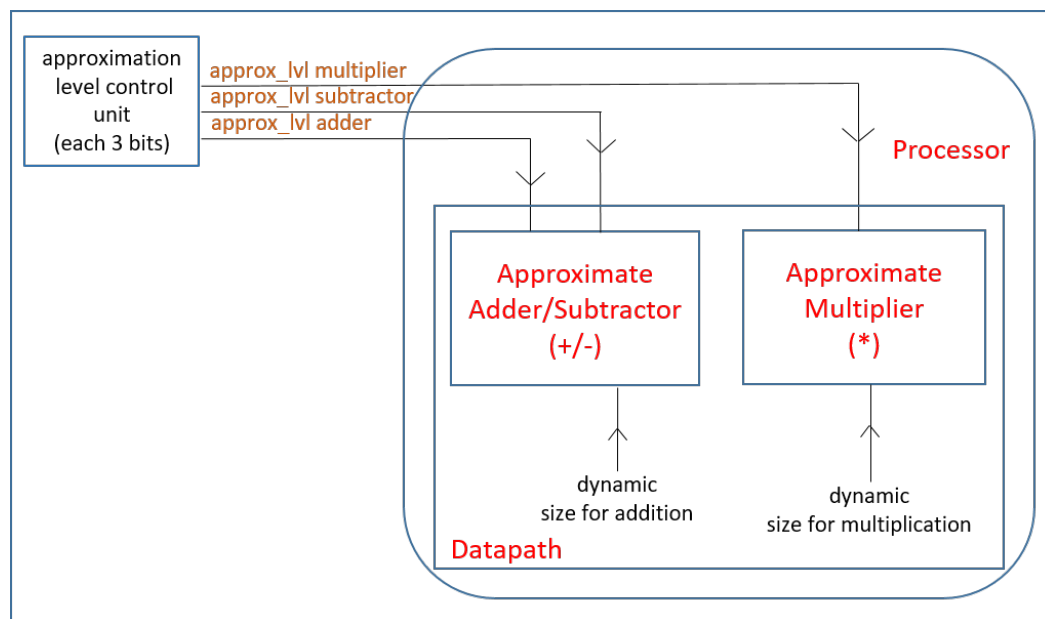 approximation
level control
unit
(each 3 bits)
approx_lvl multiplier
approx_lvl subtractor
approx_lvl adder
Processor
Approximate
Adder/Subtractor
(+/-)
Approximate
Multiplier
(*)
dynamic
size for addition
dynamic
size for multiplication
Datapath